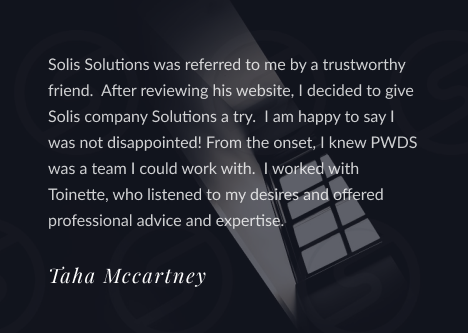 Solis Solutions was referred to me by a trustworthy
friend.  After reviewing his website, I decided to give
Solis company Solutions a try.  I am happy to say I
was not disappointed! From the onset, I knew PWDS
was a team I could work with.  I worked with
Toinette, who listened to my desires and offered
professional advice and expertise.
Taha Mccartney